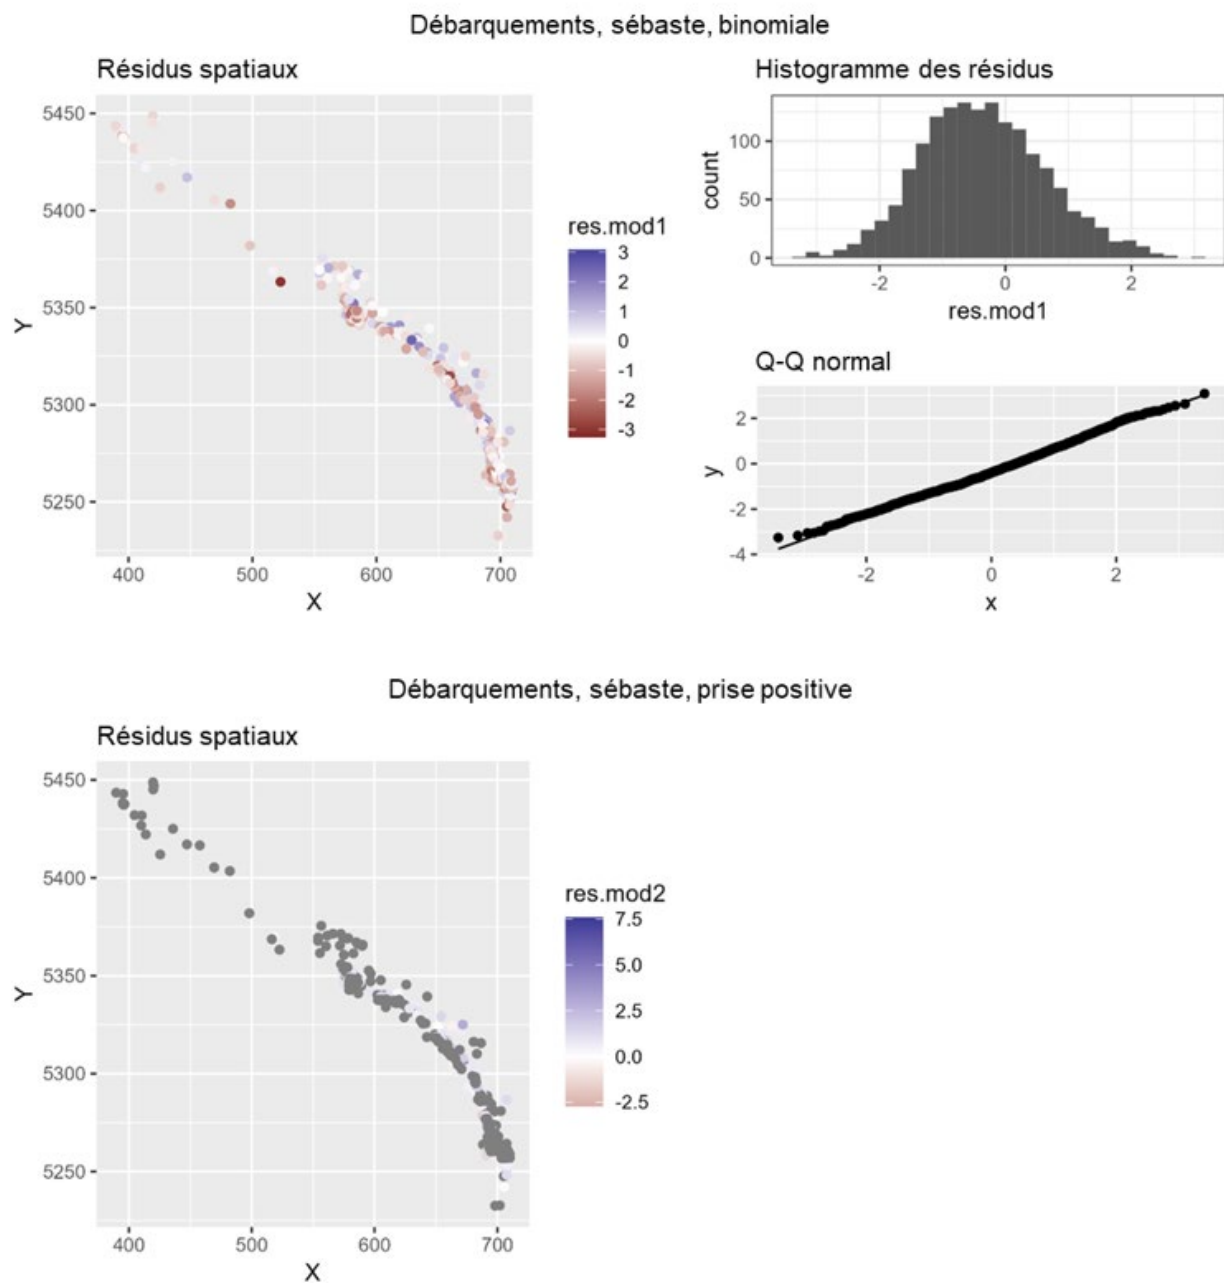 Débarquements, sébaste, binomiale
Résidus spatiaux
5450
5400
5350
5300
5250
Y
400 500 600 700
X
res.mod1
3
2
1
0
-1
-2
-3
Histogramme des résidus
100
50
0
count
-2 0 2
res.mod1
Q-Q normal
2
0
-2
-4
y
-2 0 2
x
Débarquements, sébaste, prise positive
Résidus spatiaux
5450
5400
5350
5300
5250
Y
400 500 600 700
X
res.mod2
7.5
5.0
2.5
0.0
-2.5